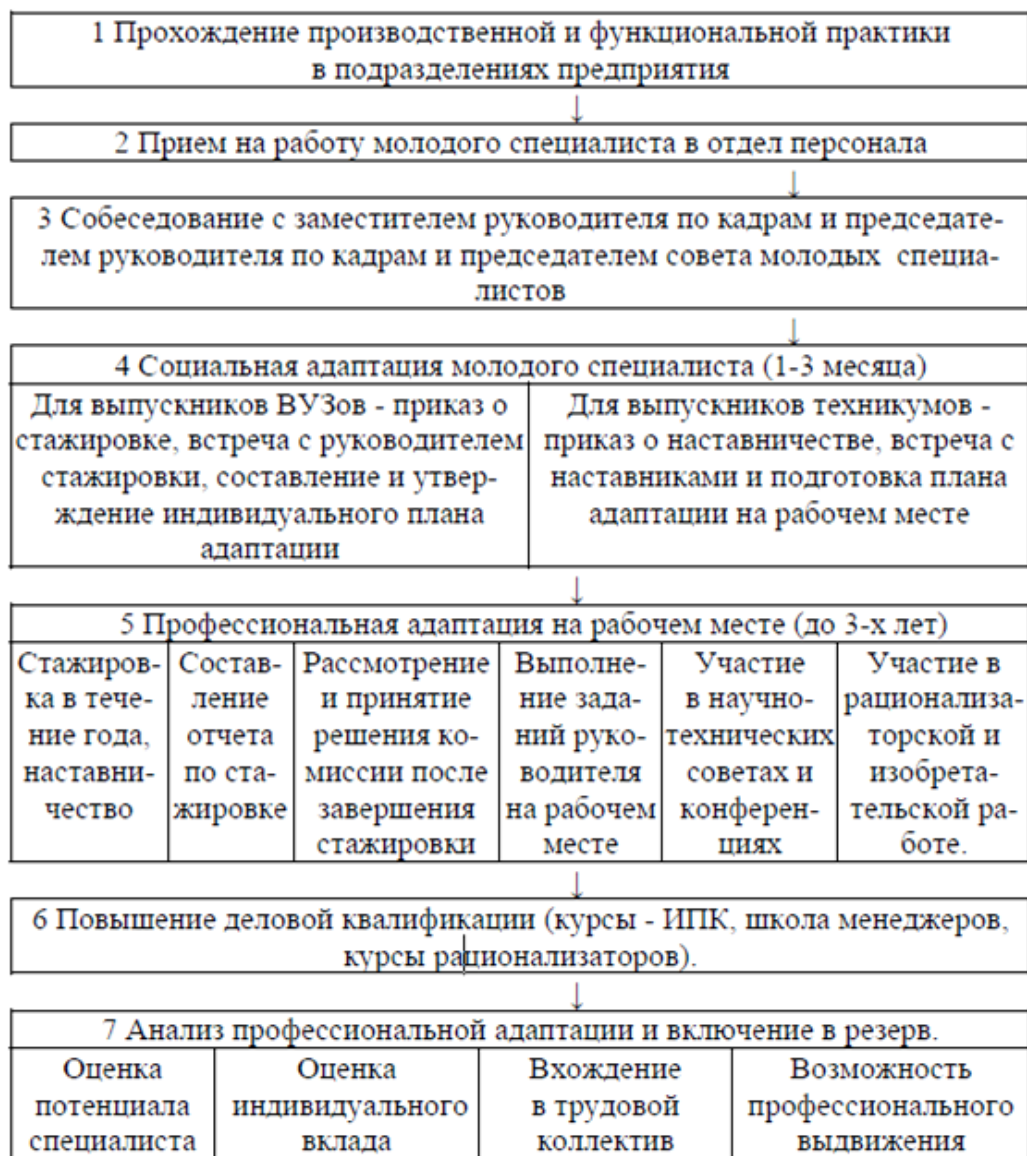 1 Прохождение производственной и функциональной практики
в подразделениях предприятия
↓
2 Прием на работу молодого специалиста в отдел персонала
↓
3 Собеседование с заместителем руководителя по кадрам и председате-
лем руководителя по кадрам и председателем совета молодых специа-
листов
↓
4 Социальная адаптация молодого специалиста (1-3 месяца)
Для выпускников ВУЗов - приказ о
стажировке, встреча с руководителем
стажировки, составление и утвер-
ждение индивидуального плана
адаптации
Для выпускников техникумов -
приказ о наставничестве, встреча с
наставниками и подготовка плана
адаптации на рабочем месте
↓
5 Профессиональная адаптация на рабочем месте (до 3-х лет)
Стажиров-
ка в тече-
ние года,
наставни-
чество
Состав-
ление
отчета
по ста-
жировке
Рассмотрение
и принятие
решения ко-
миссии после
завершения
стажировки
Выполне-
ние зада-
ний руко-
водителя
на рабочем
месте
Участие
в научно-
технических
советах и
конферен-
циях
Участие в
рационализа-
торской и
изобрета-
тельской ра-
боте.
↓
6 Повышение деловой квалификации (курсы - ИПК, школа менеджеров,
курсы рационализаторов).
↓
7 Анализ профессиональной адаптации и включение в резерв.
Оценка
потенциала
специалиста
Оценка
индивидуального
вклада
Вхождение
в трудовой
коллектив
Возможность
профессионального
выдвижения